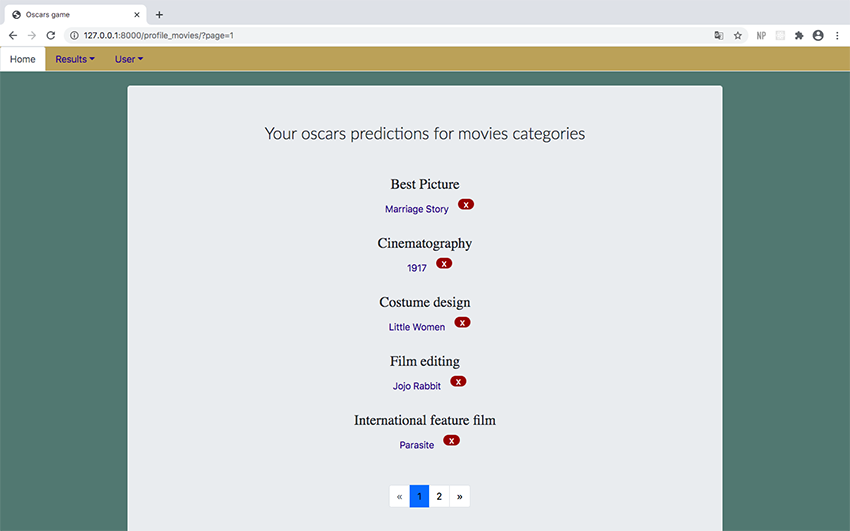 Oscars game
127.0.0.1:8000/profile_movies/?page=1
NP
Home Results User
Your oscars predictions for movies categories
Best Picture
Marriage Story x
Cinematography
1917 x
Costume design
Little Women x
Film editing
Jojo Rabbit x
International feature film
Parasite x
« 1 2 »